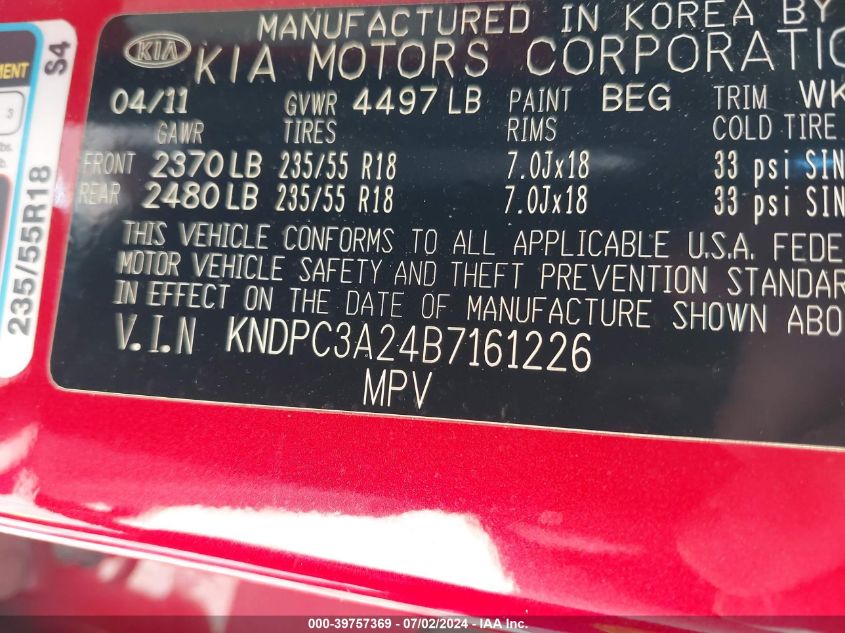 MANUFACTURED IN KOREA BY
KIA
KIA MOTORS CORPORATIO
04/11 GVWR 4497 LB PAINT BEG TRIM WK
GAWR TIRES RIMS COLD TIRE
FRONT 2370 LB 235/55 R18 7.0Jx18 33 psi SIN
REAR 2480 LB 235/55 R18 7.0Jx18 33 psi SIN
THIS VEHICLE CONFORMS TO ALL APPLICABLE U.S.A. FEDE
MOTOR VEHICLE SAFETY AND THEFT PREVENTION STANDAR
IN EFFECT ON THE DATE OF MANUFACTURE SHOWN ABO
V.I.N KNDPC3A24B7161226
MPV
S4
235/55R18
MENT
3
000-39757369 - 07/02/2024 - IAA Inc.